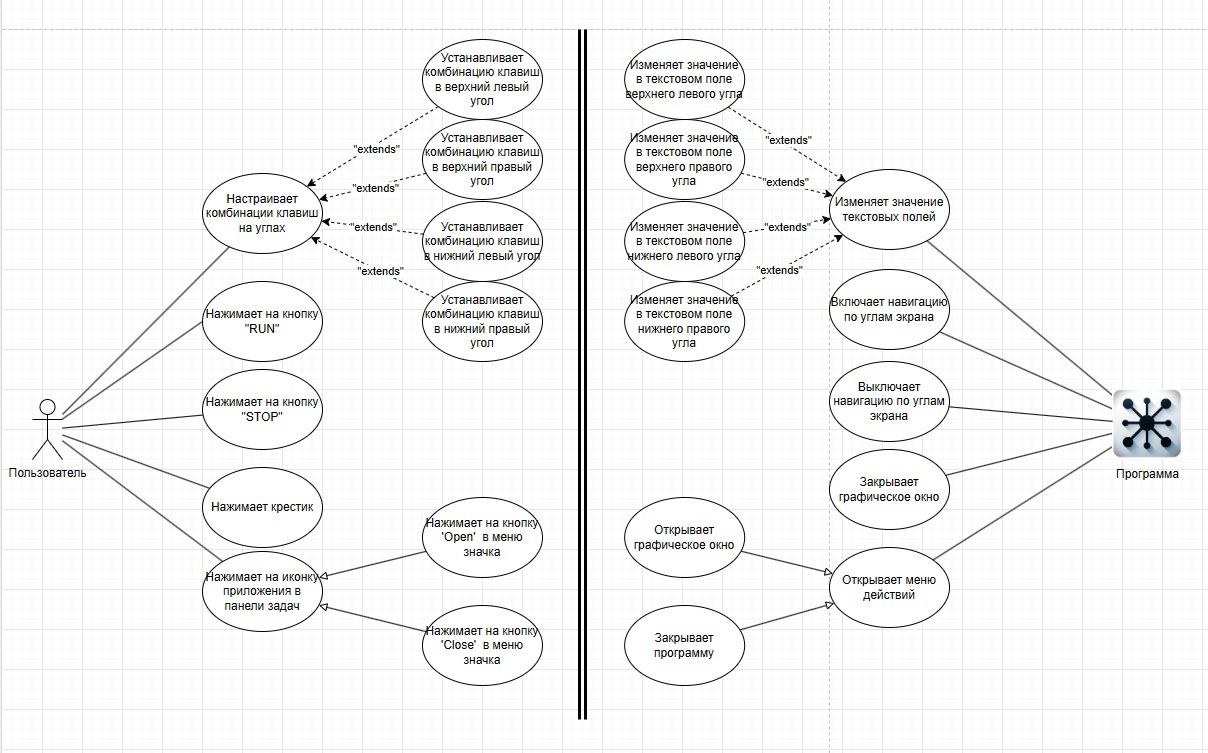 Устанавливает
комбинацию клавиш
в верхний левый
угол
"extends"
Устанавливает
комбинацию клавиш
в верхний правый
угол
"extends"
Настраивает
комбинации клавиш
на углах
"extends"
Устанавливает
комбинацию клавиш
в нижний левый угол
"extends"
Устанавливает
комбинацию клавиш
в нижний правый
угол
Нажимает на кнопку
"RUN"
Нажимает на кнопку
"STOP"
Пользователь
Нажимает крестик
Нажимает на кнопку
'Open' в меню
значка
Нажимает на иконку
приложения в
панели задач
Нажимает на кнопку
'Close' в меню
значка
Изменяет значение
в текстовом поле
верхнего левого угла
"extends"
Изменяет значение
в текстовом поле
верхнего правого
угла
"extends"
Изменяет значение
текстовых полей
"extends"
Изменяет значение
в текстовом поле
нижнего левого угла
"extends"
Изменяет значение
в текстовом поле
нижнего правого
угла
Включает навигацию
по углам экрана
Выключает
навигацию по углам
экрана
Программа
Закрывает
графическое окно
Открывает
графическое окно
Открывает меню
действий
Закрывает
программу